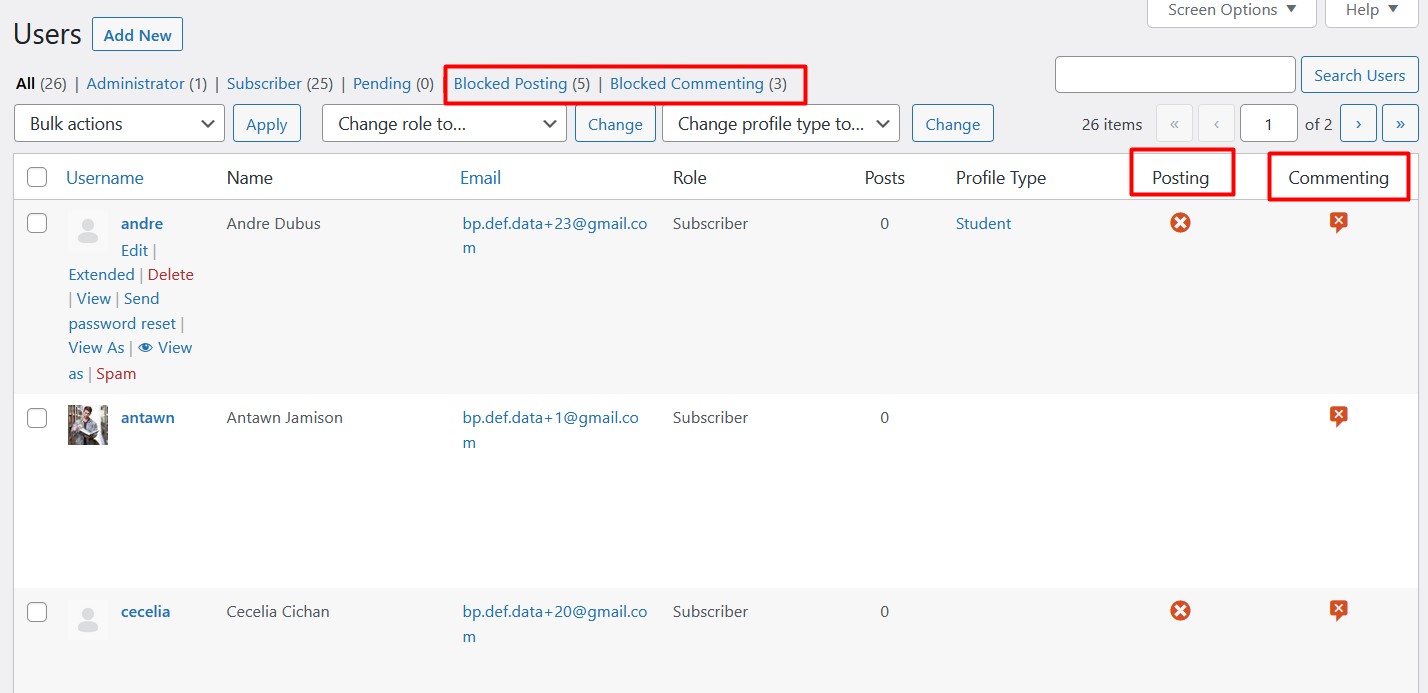 Screen Options ▼ Help ▼
Users Add New
All (26) | Administrator (1) | Subscriber (25) | Pending (0) | Blocked Posting (5) | Blocked Commenting (3)
Search Users
Bulk actions Apply Change role to... Change Change profile type to... Change 26 items « ‹ 1 of 2 › »
Username Name Email Role Posts Profile Type Posting Commenting
andre Andre Dubus bp.def.data+23@gmail.co Subscriber 0 Student
m
Edit |
Extended | Delete
| View | Send
password reset |
View As | View
as | Spam
antawn Antawn Jamison bp.def.data+1@gmail.co Subscriber 0
m
cecelia Cecelia Cichan bp.def.data+20@gmail.co Subscriber 0
m